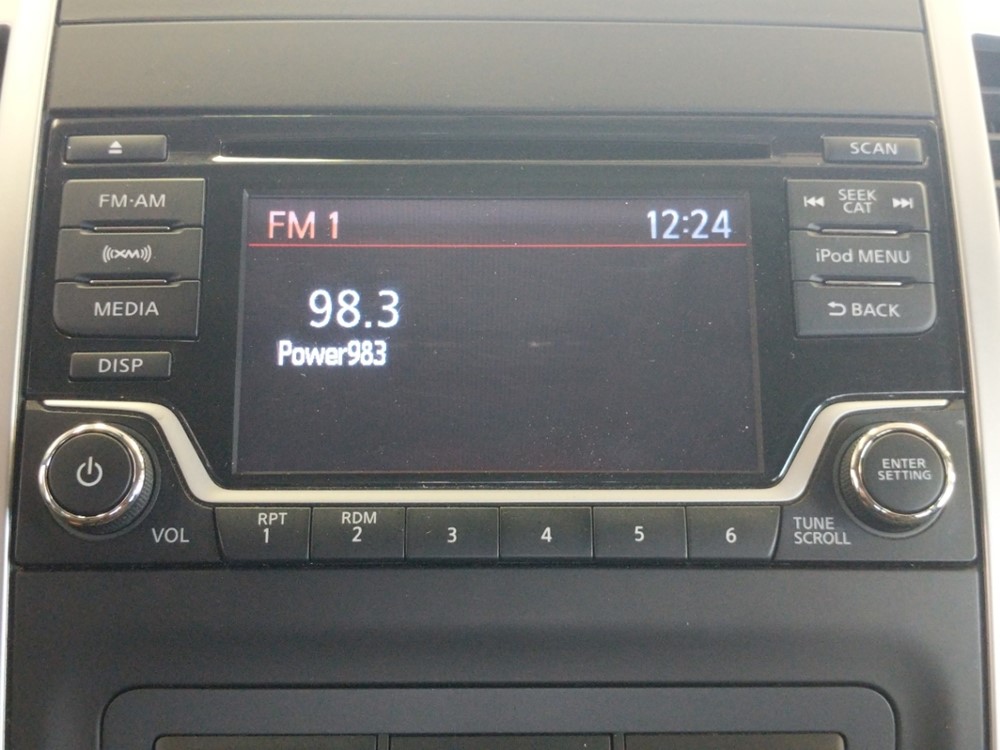 SCAN
FM·AM
SEEK
CAT
FM 1
12:24
((XM))
iPod MENU
98.3
MEDIA
BACK
Power983
DISP
ENTER
SETTING
VOL
RPT
1
RDM
2
3
4
5
6
TUNE
SCROLL